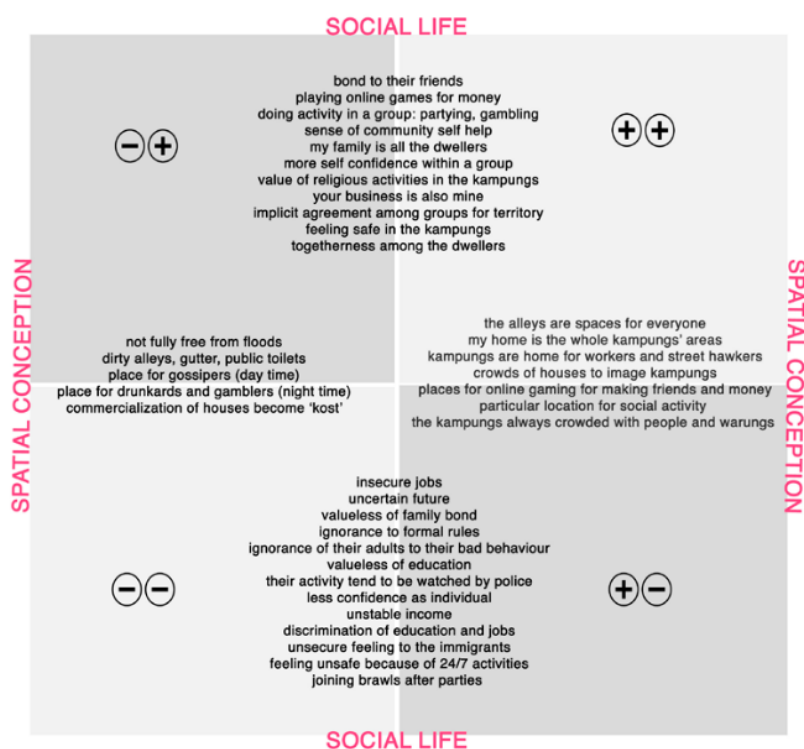 SOCIAL LIFE
bond to their friends
playing online games for money
doing activity in a group: partying, gambling
sense of community self help
my family is all the dwellers
more self confidence within a group
value of religious activities in the kampungs
your business is also mine
implicit agreement among groups for territory
feeling safe in the kampungs
togetherness among the dwellers
− +
+ +
SPATIAL CONCEPTION
not fully free from floods
dirty alleys, gutter, public toilets
place for gossipers (day time)
place for drunkards and gamblers (night time)
commercialization of houses become ‘kost’
the alleys are spaces for everyone
my home is the whole kampungs’ areas
kampungs are home for workers and street hawkers
crowds of houses to image kampungs
places for online gaming for making friends and money
particular location for social activity
the kampungs always crowded with people and warungs
SPATIAL CONCEPTION
insecure jobs
uncertain future
valueless of family bond
ignorance to formal rules
ignorance of their adults to their bad behaviour
valueless of education
their activity tend to be watched by police
less confidence as individual
unstable income
discrimination of education and jobs
unsecure feeling to the immigrants
feeling unsafe because of 24/7 activities
joining brawls after parties
− −
+ −
SOCIAL LIFE